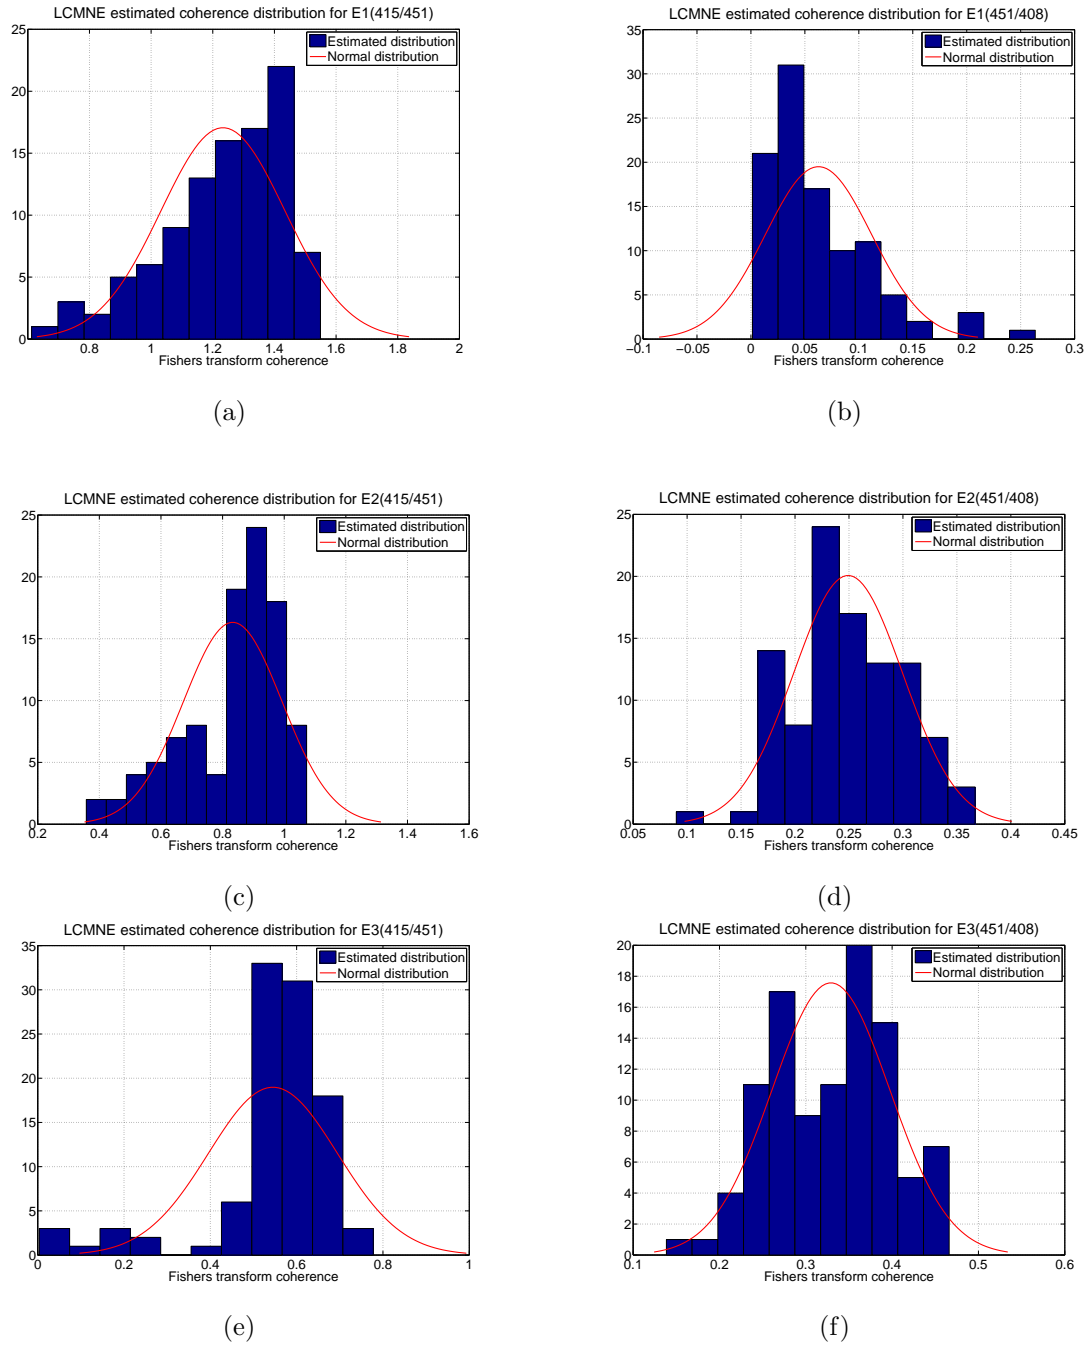 LCMNE estimated coherence distribution for E1(415/451)
25
20
15
10
5
0
0.8 1 1.2 1.4 1.6 1.8 2
Fishers transform coherence
Estimated distribution
Normal distribution
(a)
LCMNE estimated coherence distribution for E1(451/408)
35
30
25
20
15
10
5
0
−0.1 −0.05 0 0.05 0.1 0.15 0.2 0.25 0.3
Fishers transform coherence
Estimated distribution
Normal distribution
(b)
LCMNE estimated coherence distribution for E2(415/451)
25
20
15
10
5
0
0.2 0.4 0.6 0.8 1 1.2 1.4 1.6
Fishers transform coherence
Estimated distribution
Normal distribution
(c)
LCMNE estimated coherence distribution for E2(451/408)
25
20
15
10
5
0
0.05 0.1 0.15 0.2 0.25 0.3 0.35 0.4 0.45
Fishers transform coherence
Estimated distribution
Normal distribution
(d)
LCMNE estimated coherence distribution for E3(415/451)
35
30
25
20
15
10
5
0
0 0.2 0.4 0.6 0.8 1
Fishers transform coherence
Estimated distribution
Normal distribution
(e)
LCMNE estimated coherence distribution for E3(451/408)
20
18
16
14
12
10
8
6
4
2
0
0.1 0.2 0.3 0.4 0.5 0.6
Fishers transform coherence
Estimated distribution
Normal distribution
(f)